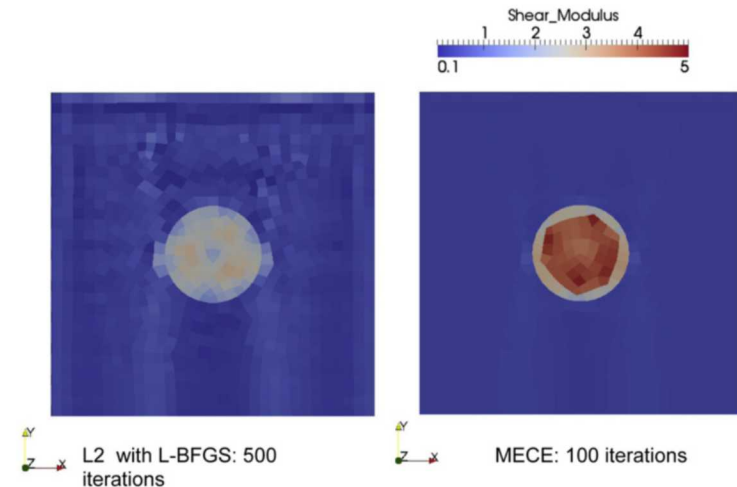 Shear_Modulus
1 2 3 4
0.1 5
Y
Z X
L2 with L-BFGS: 500
iterations
Y
Z X
MECE: 100 iterations